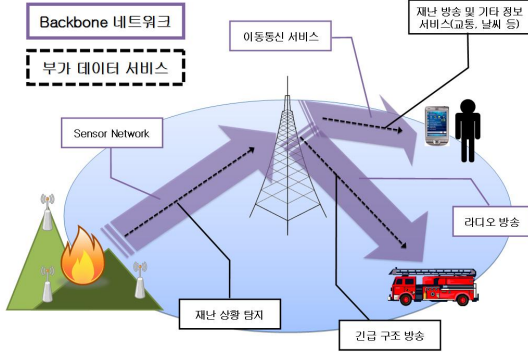 Backbone 네트워크
부가 데이터 서비스
이동통신 서비스
재난 방송 및 기타 정보
서비스(교통, 날씨 등)
Sensor Network
라디오 방송
재난 상황 탐지
긴급 구조 방송